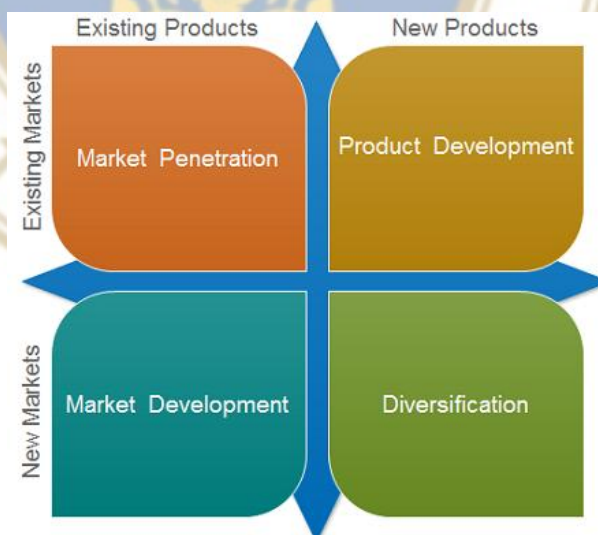 Existing Products
New Products
Existing Markets
Market Penetration
Product Development
New Markets
Market Development
Diversification